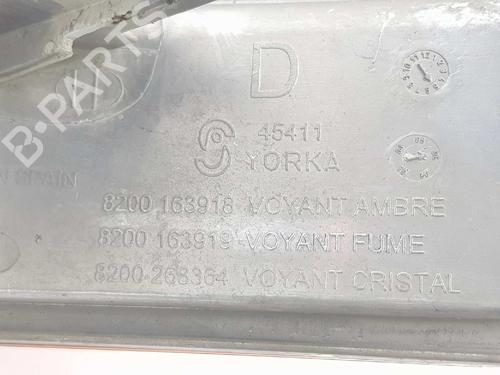 D
45411
YORKA
N SPAIN
8200 163918 VOYANT AMBRE
8200 163919 VOYANT FUME
8200 268364 VOYANT CRISTAL
B-PARTS